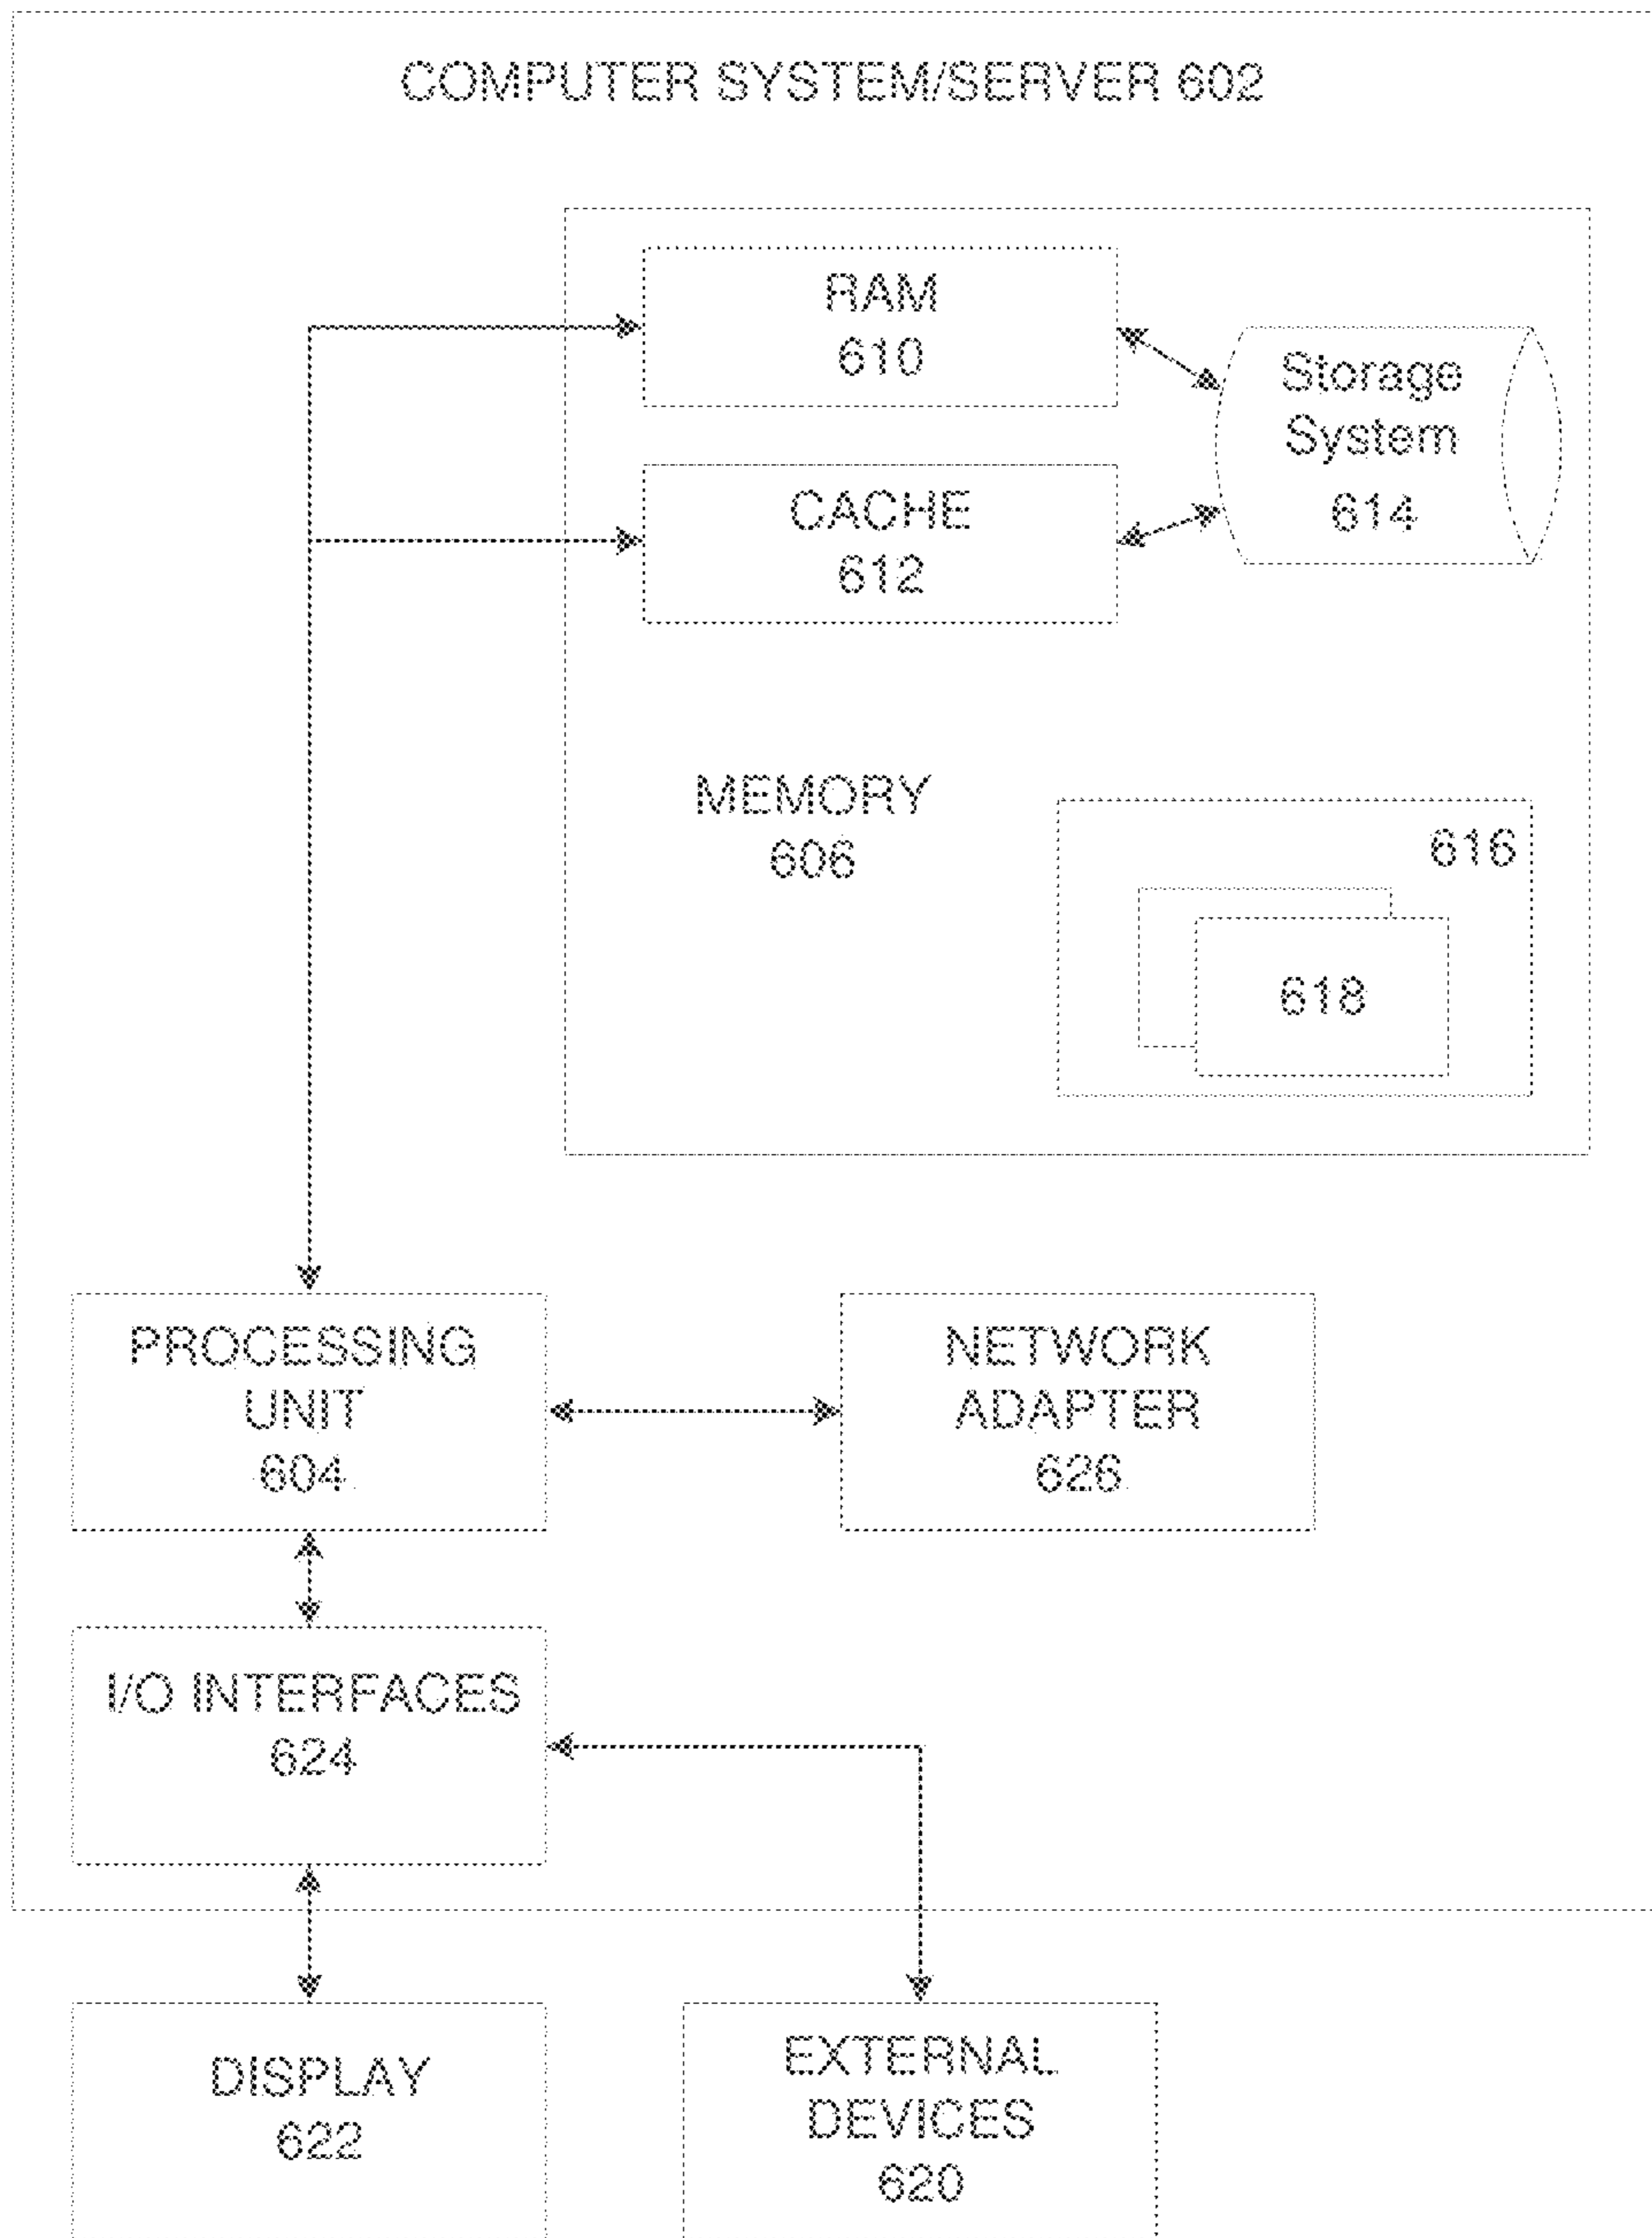 COMPUTER SYSTEM/SERVER 602
RAM
610
Storage
System
614
CACHE
612
MEMORY
606
616
618
PROCESSING
UNIT
604
NETWORK
ADAPTER
626
I/O INTERFACES
624
DISPLAY
622
EXTERNAL
DEVICES
620